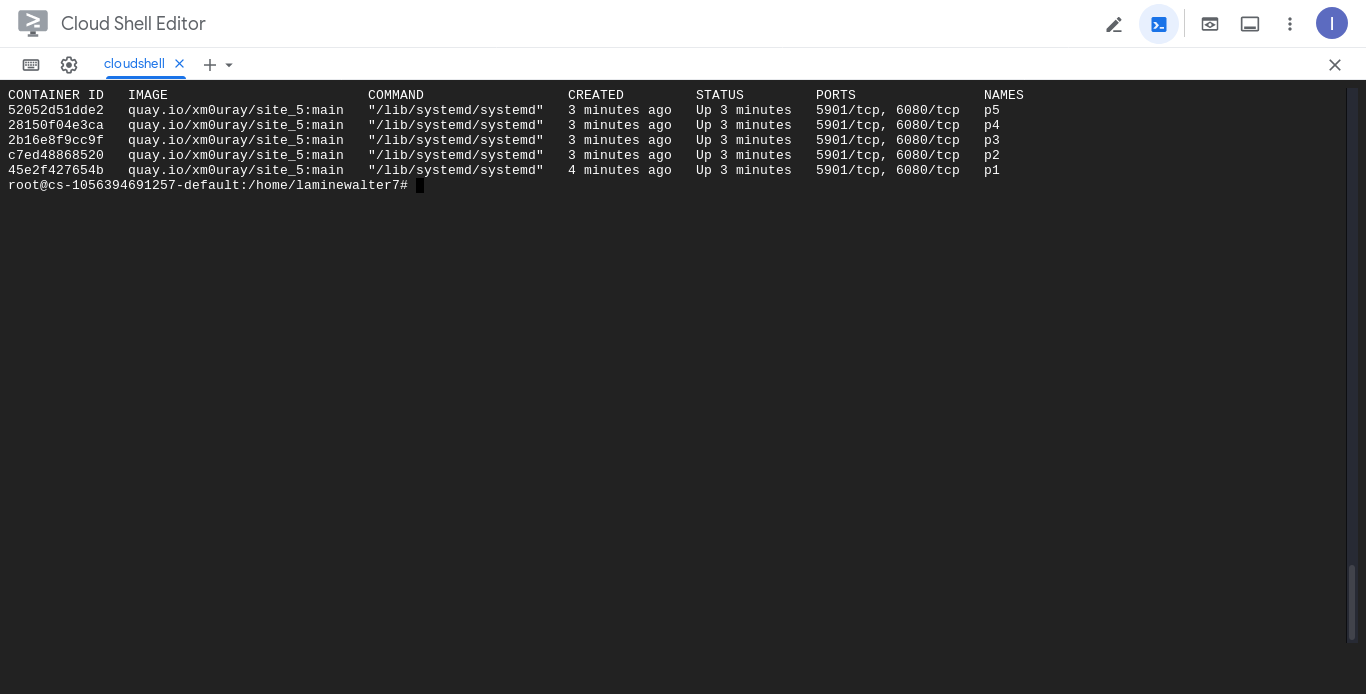 Cloud Shell Editor
l
cloudshell
CONTAINER ID   IMAGE                         COMMAND                  CREATED         STATUS         PORTS                NAMES
52052d51dde2   quay.io/xm0uray/site_5:main   "/lib/systemd/systemd"   3 minutes ago   Up 3 minutes   5901/tcp, 6080/tcp   p5
28150f04e3ca   quay.io/xm0uray/site_5:main   "/lib/systemd/systemd"   3 minutes ago   Up 3 minutes   5901/tcp, 6080/tcp   p4
2b16e8f9cc9f   quay.io/xm0uray/site_5:main   "/lib/systemd/systemd"   3 minutes ago   Up 3 minutes   5901/tcp, 6080/tcp   p3
c7ed48868520   quay.io/xm0uray/site_5:main   "/lib/systemd/systemd"   3 minutes ago   Up 3 minutes   5901/tcp, 6080/tcp   p2
45e2f427654b   quay.io/xm0uray/site_5:main   "/lib/systemd/systemd"   4 minutes ago   Up 3 minutes   5901/tcp, 6080/tcp   p1
root@cs-1056394691257-default:/home/laminewalter7#